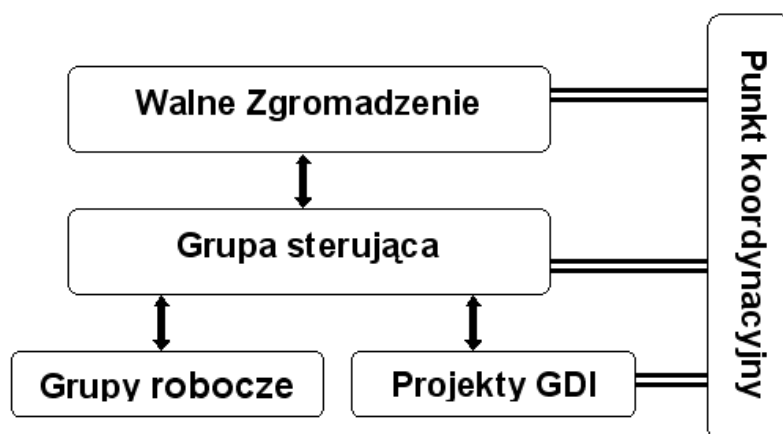 Walne Zgromadzenie
Grupa sterująca
Grupy robocze
Projekty GDI
Punkt koordynacyjny